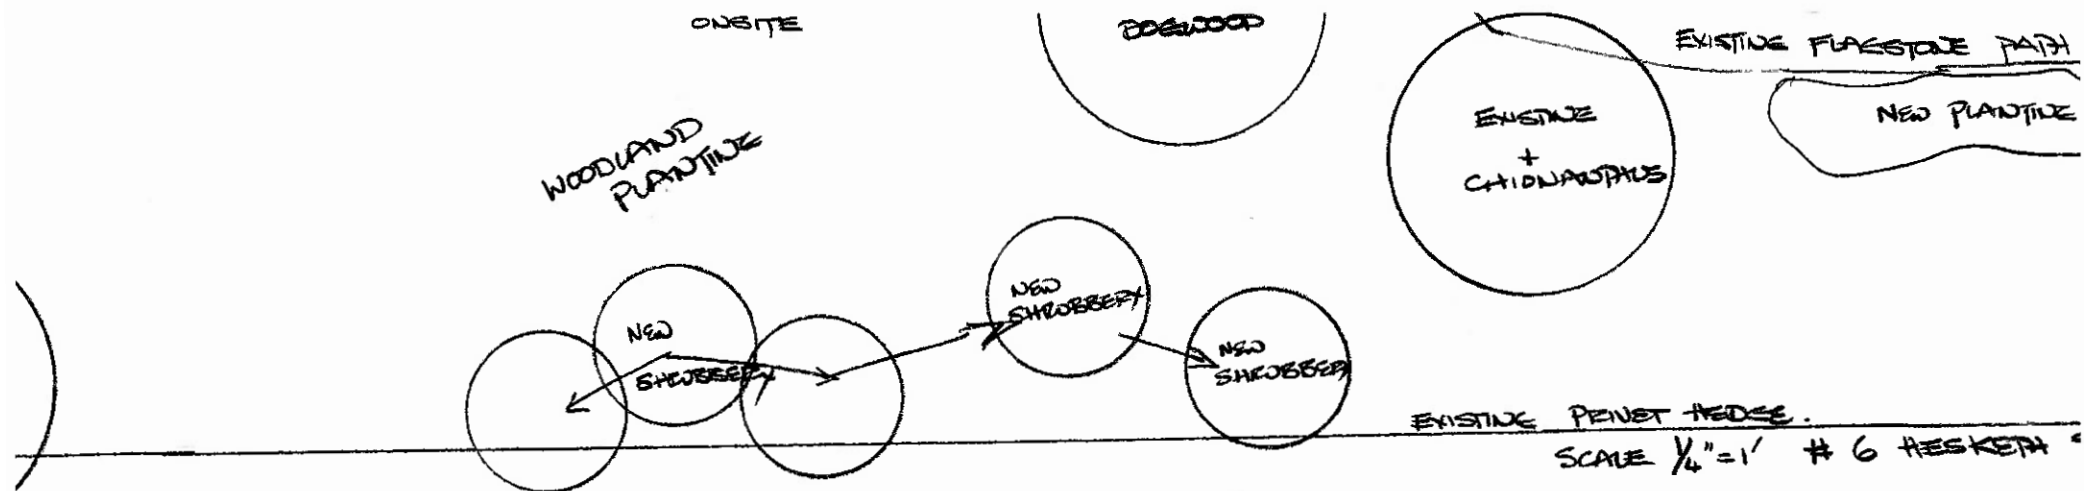 ONSITE
DOGWOOD
EXISTING FLAGSTONE PATH
NEW PLANTING
EXISTING
+
CHIONANTHUS
WOODLAND
PLANTING
NEW
SHRUBBERY
NEW
SHRUBBERY
NEW
SHRUBBERY
EXISTING PRIVET HEDGE.
SCALE 1/4"=1' # 6 HESKETH